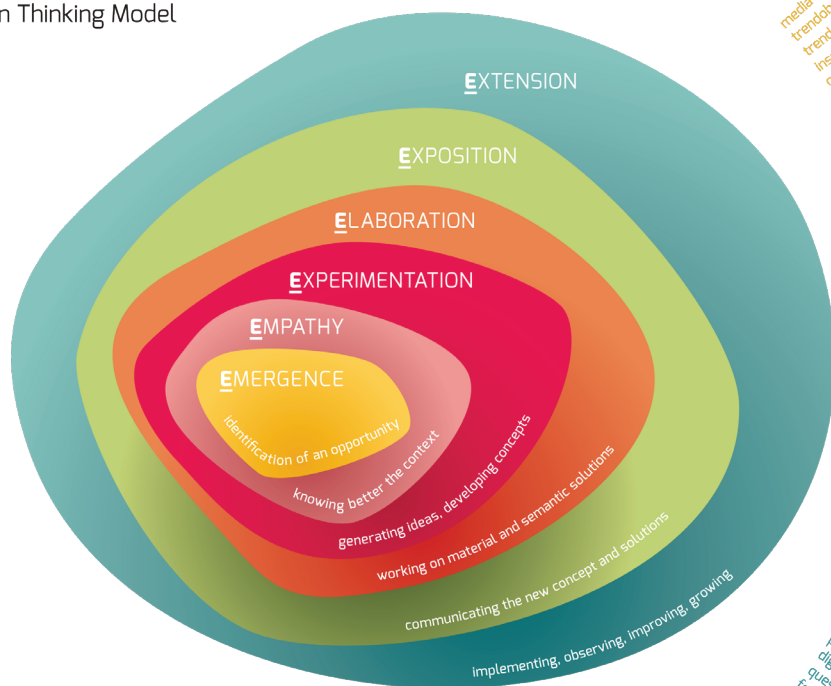 n Thinking Model
EXTENSION
EXPOSITION
ELABORATION
EXPERIMENTATION
EMPATHY
EMERGENCE
identification of an opportunity
knowing better the context
generating ideas, developing concepts
working on material and semantic solutions
communicating the new concept and solutions
implementing, observing, improving, growing
media